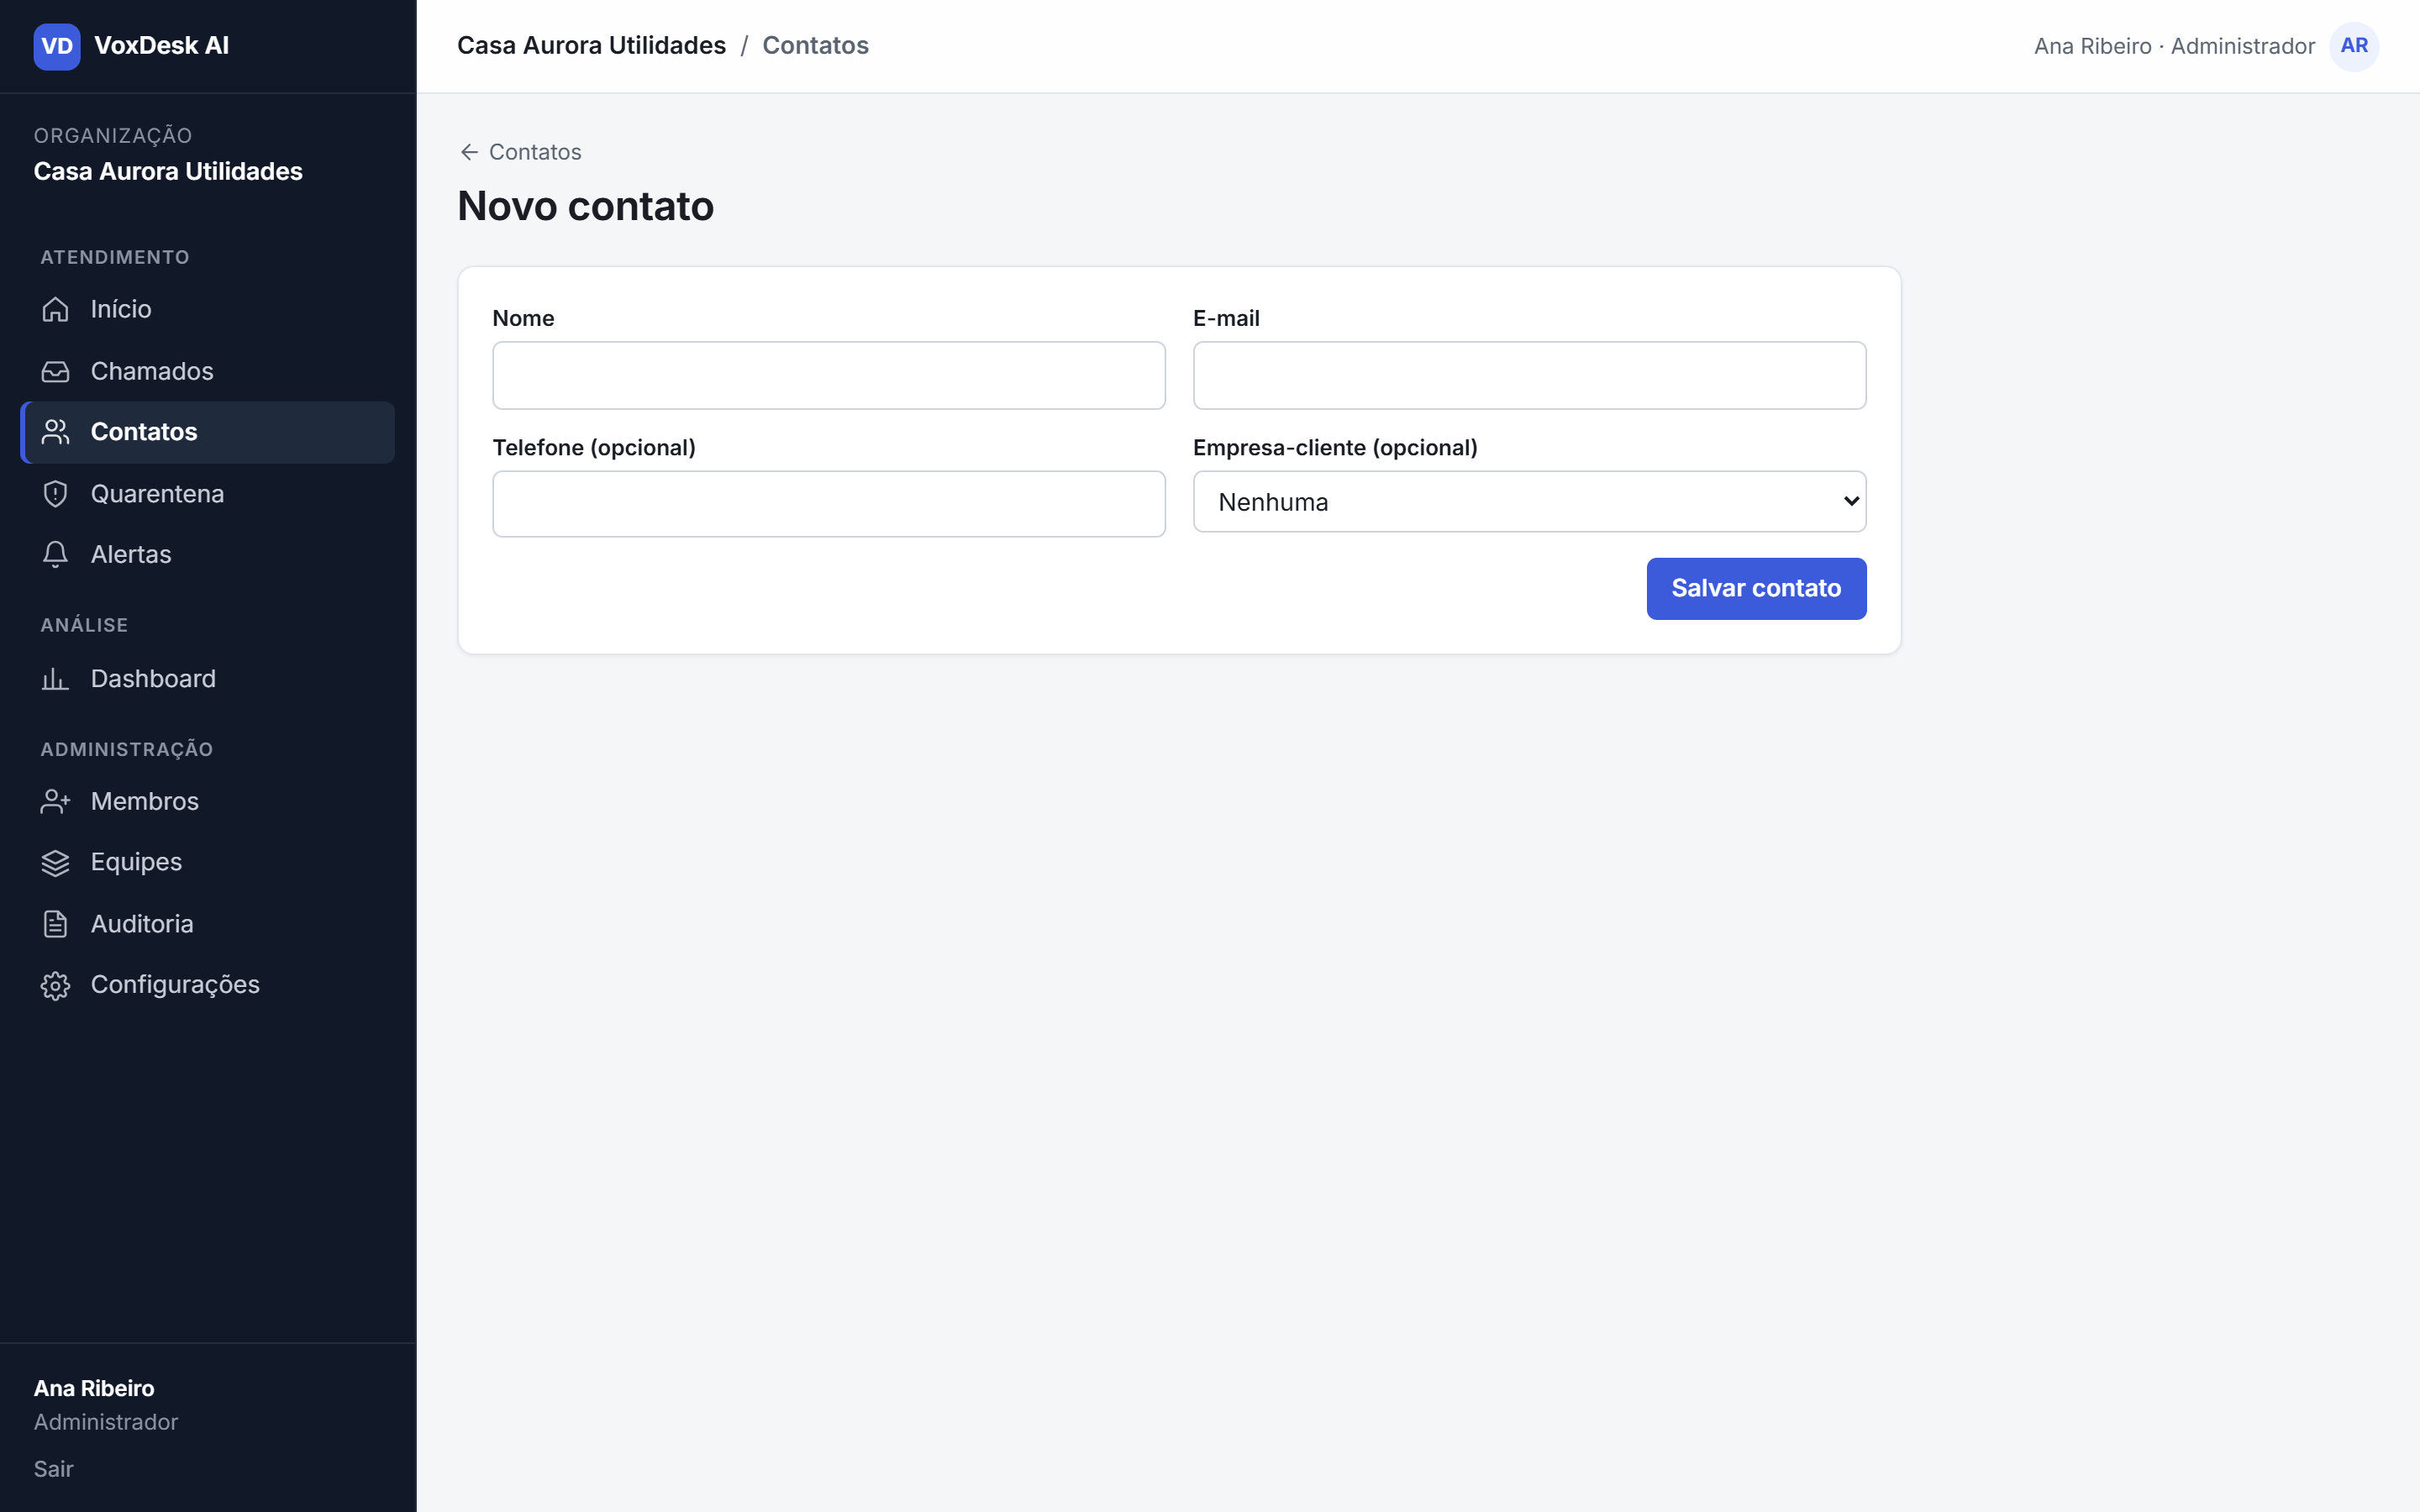 VD VoxDesk AI
ORGANIZAÇÃO
Casa Aurora Utilidades
ATENDIMENTO
Início
Chamados
Contatos
Quarentena
Alertas
ANÁLISE
Dashboard
ADMINISTRAÇÃO
Membros
Equipes
Auditoria
Configurações
Ana Ribeiro
Administrador
Sair
Casa Aurora Utilidades / Contatos
Ana Ribeiro · Administrador AR
← Contatos
Novo contato
Nome
E-mail
Telefone (opcional)
Empresa-cliente (opcional)
Nenhuma
Salvar contato